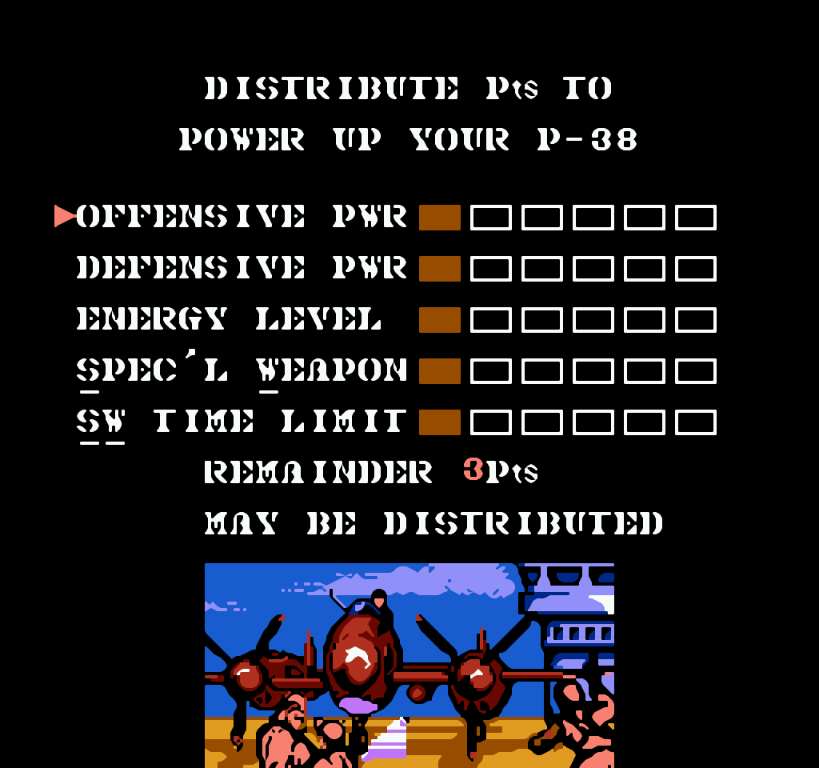 DISTRIBUTE Pts TO
POWER UP YOUR P-38
OFFENSIVE PWR
DEFENSIVE PWR
ENERGY LEVEL
SPEC'L WEAPON
SW TIME LIMIT
REMAINDER 3Pts
MAY BE DISTRIBUTED